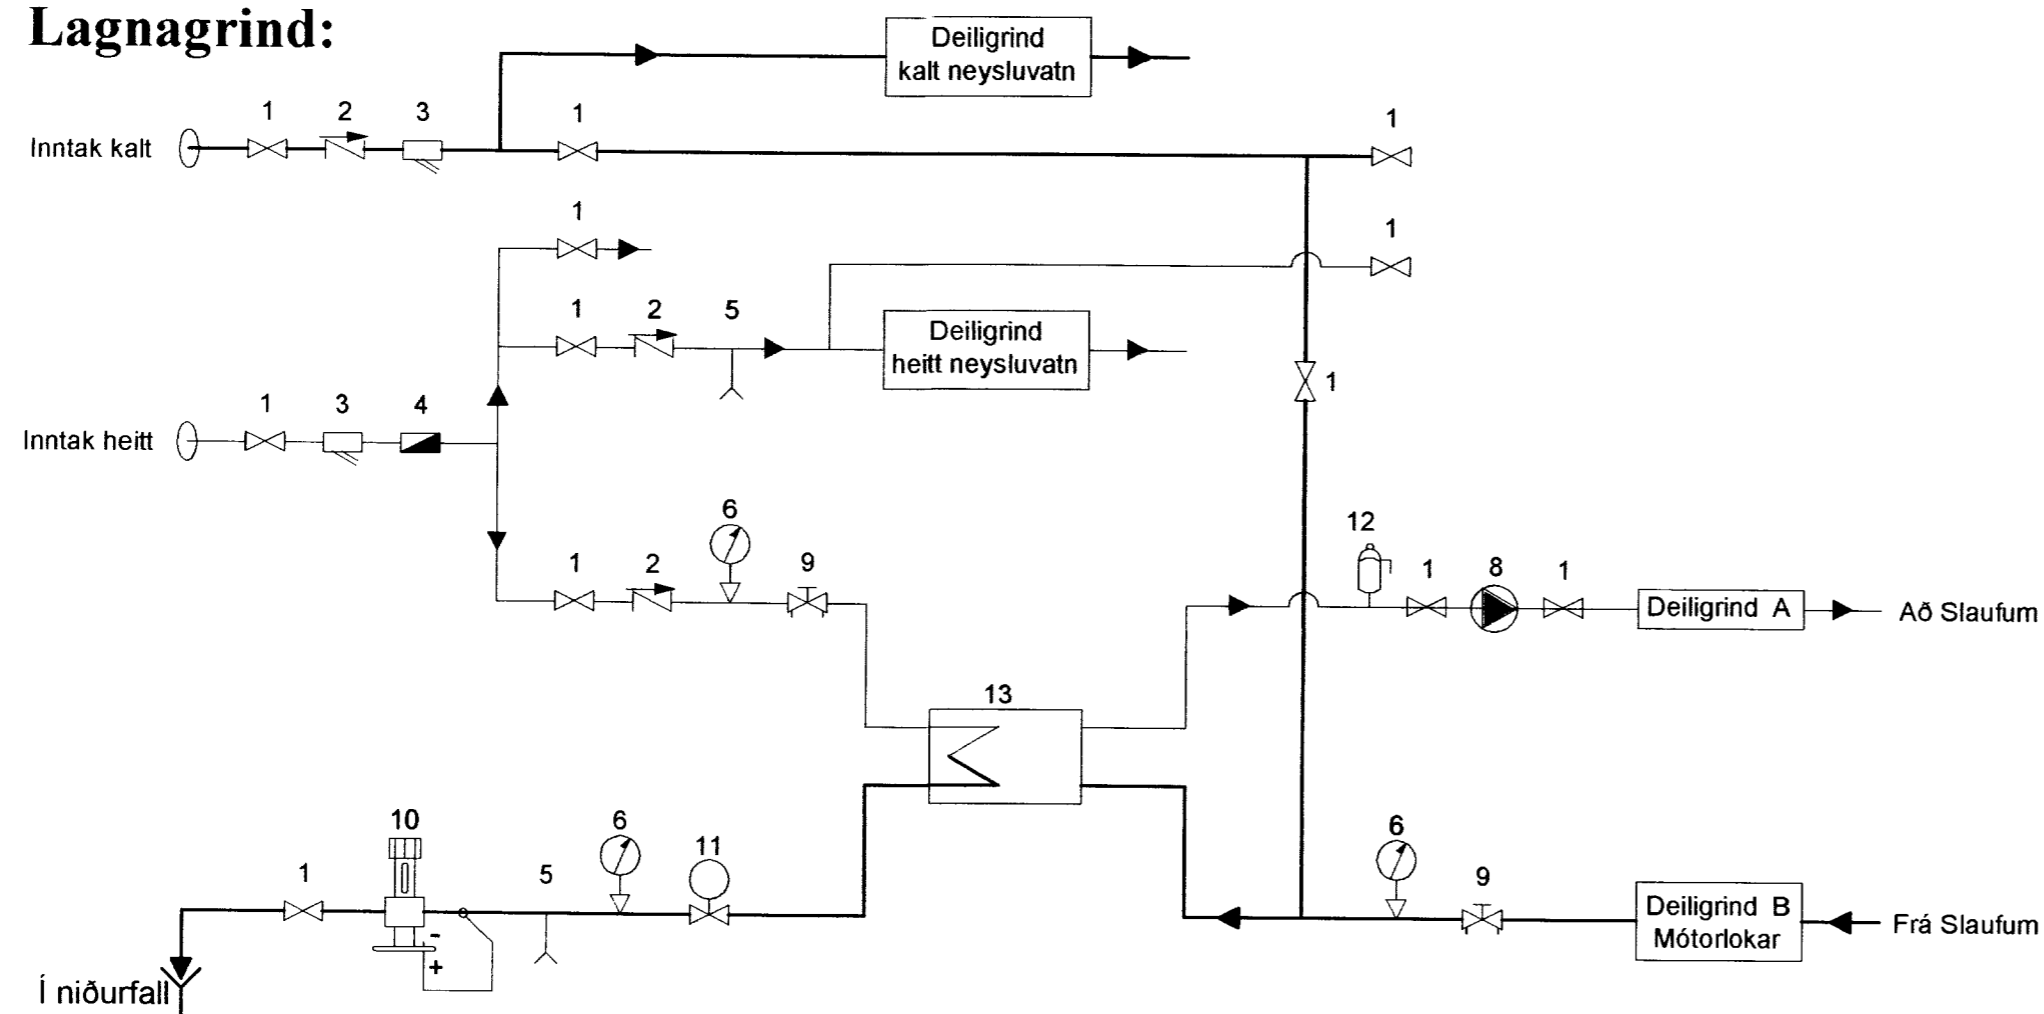 Lagnagrind:
Deiligrind
kalt neysluvatn
1 2 3 1 1
Inntak kalt
1 1
1 2 5
Deiligrind
heitt neysluvatn
1
1 3 4
Inntak heitt
6 12
1 2 9 1 8 1
Deiligrind A
Að Slaufum
13
10 6 11 6
1 5 9
Deiligrind B
Mótorlokar
Frá Slaufum
-
+
Í niðurfall